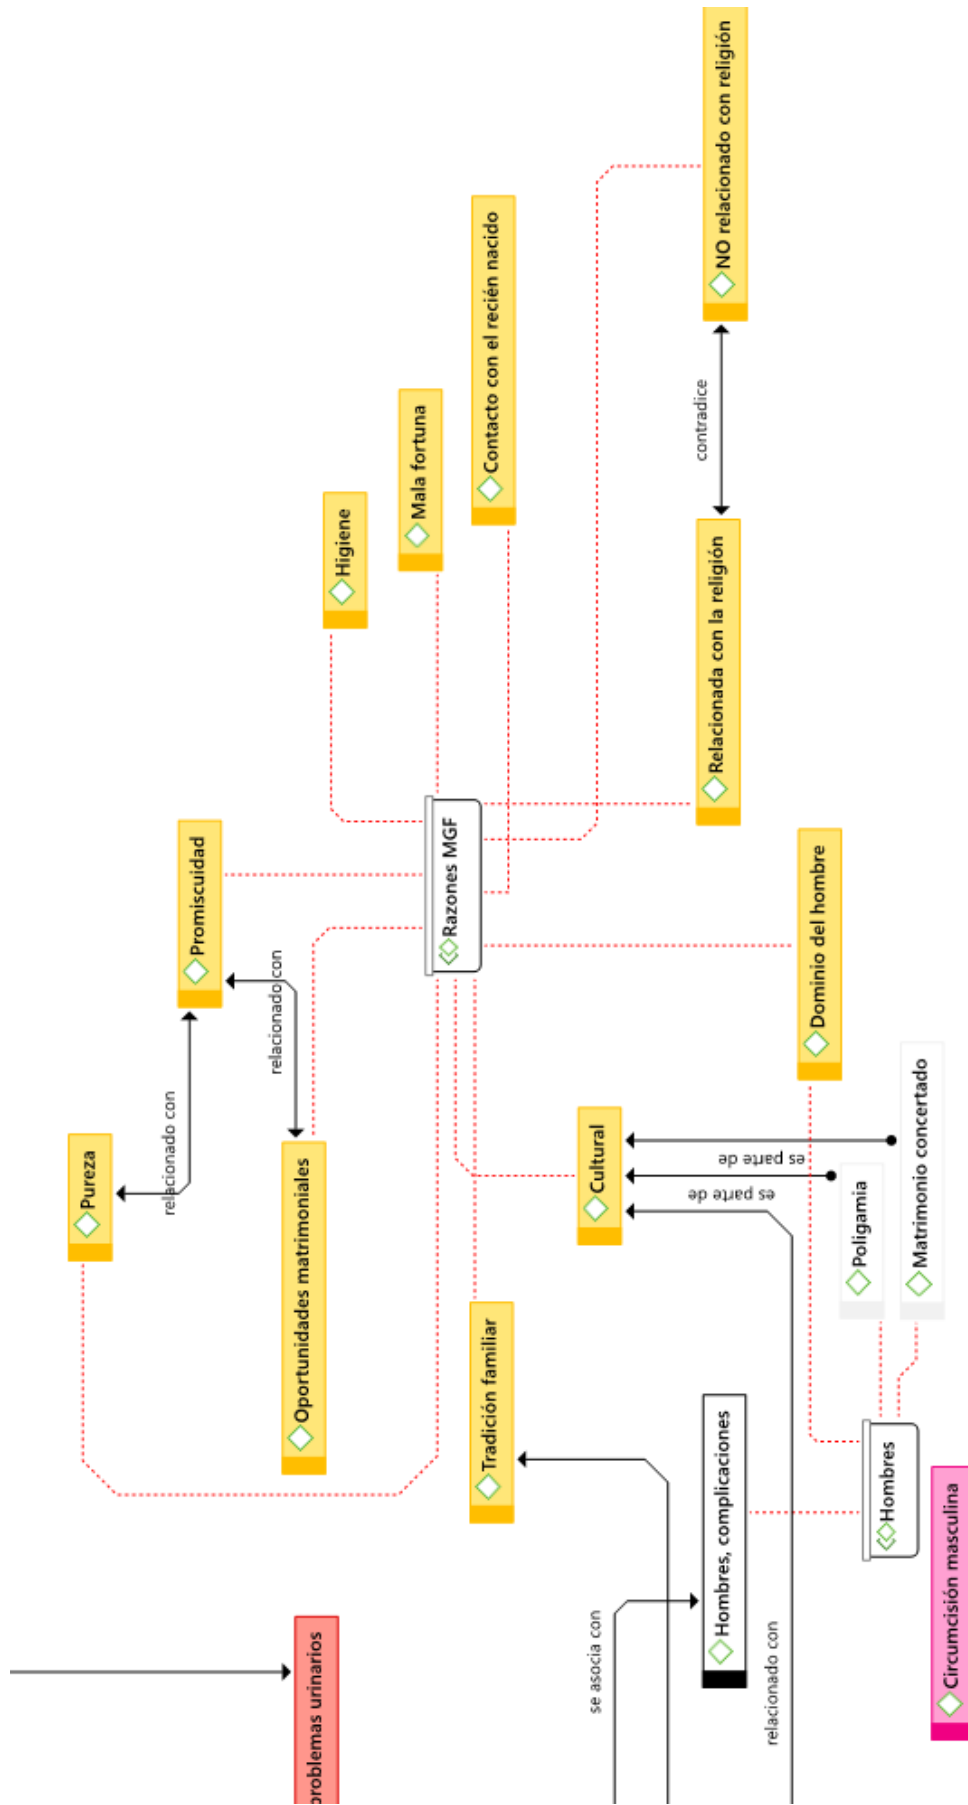 NO relacionado con religión
Contacto con el recién nacido
contradice
Mala fortuna
Higiene
Relacionada con la religión
Razones MGF
Promiscuidad
Dominio del hombre
relacionado con
relacionado con
Pureza
Oportunidades matrimoniales
Cultural
es parte de
es parte de
Matrimonio concertado
Poligamia
Tradición familiar
Hombres, complicaciones
Hombres
Circumcisión masculina
se asocia con
relacionado con
problemas urinarios